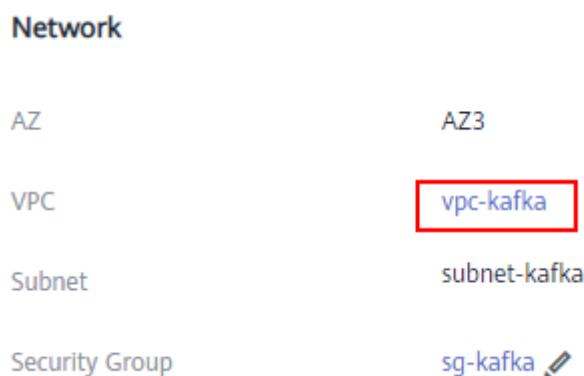 Network
AZ AZ3
VPC vpc-kafka
Subnet subnet-kafka
Security Group sg-kafka